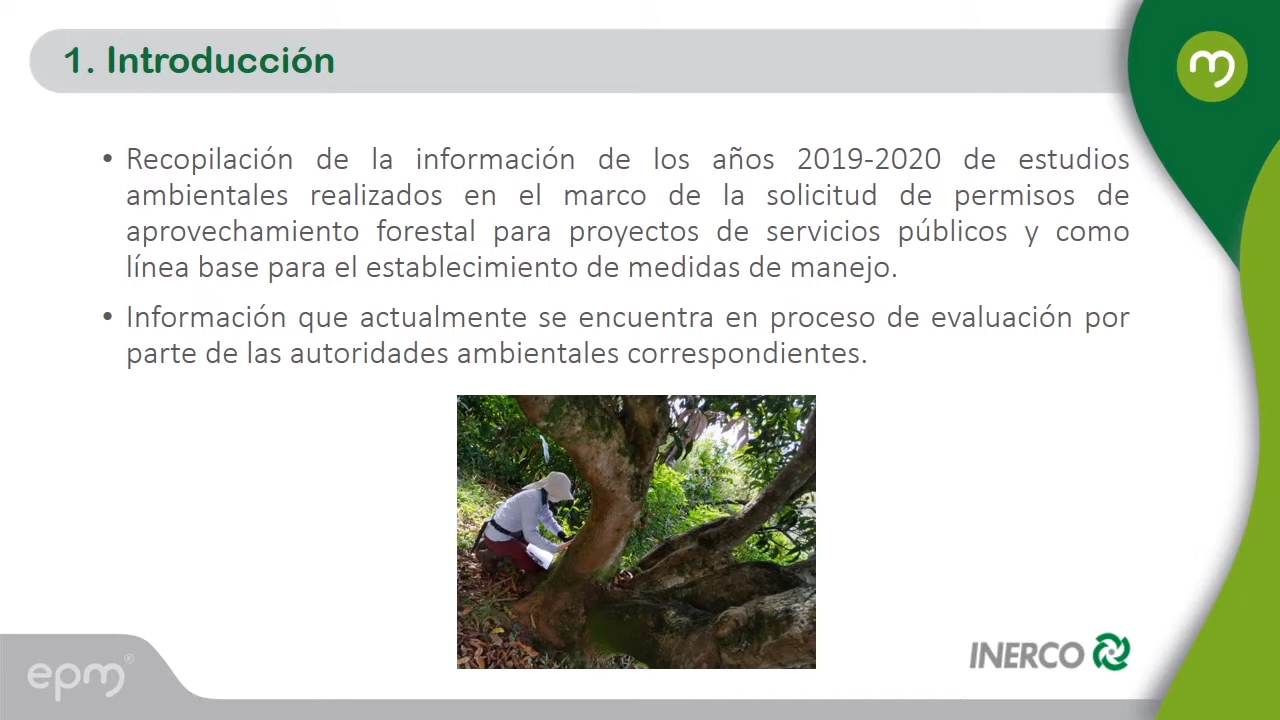 1. Introducción
• Recopilación de la información de los años 2019-2020 de estudios
ambientales realizados en el marco de la solicitud de permisos de
aprovechamiento forestal para proyectos de servicios públicos y como
línea base para el establecimiento de medidas de manejo.
• Información que actualmente se encuentra en proceso de evaluación por
parte de las autoridades ambientales correspondientes.
epm®
INERCO